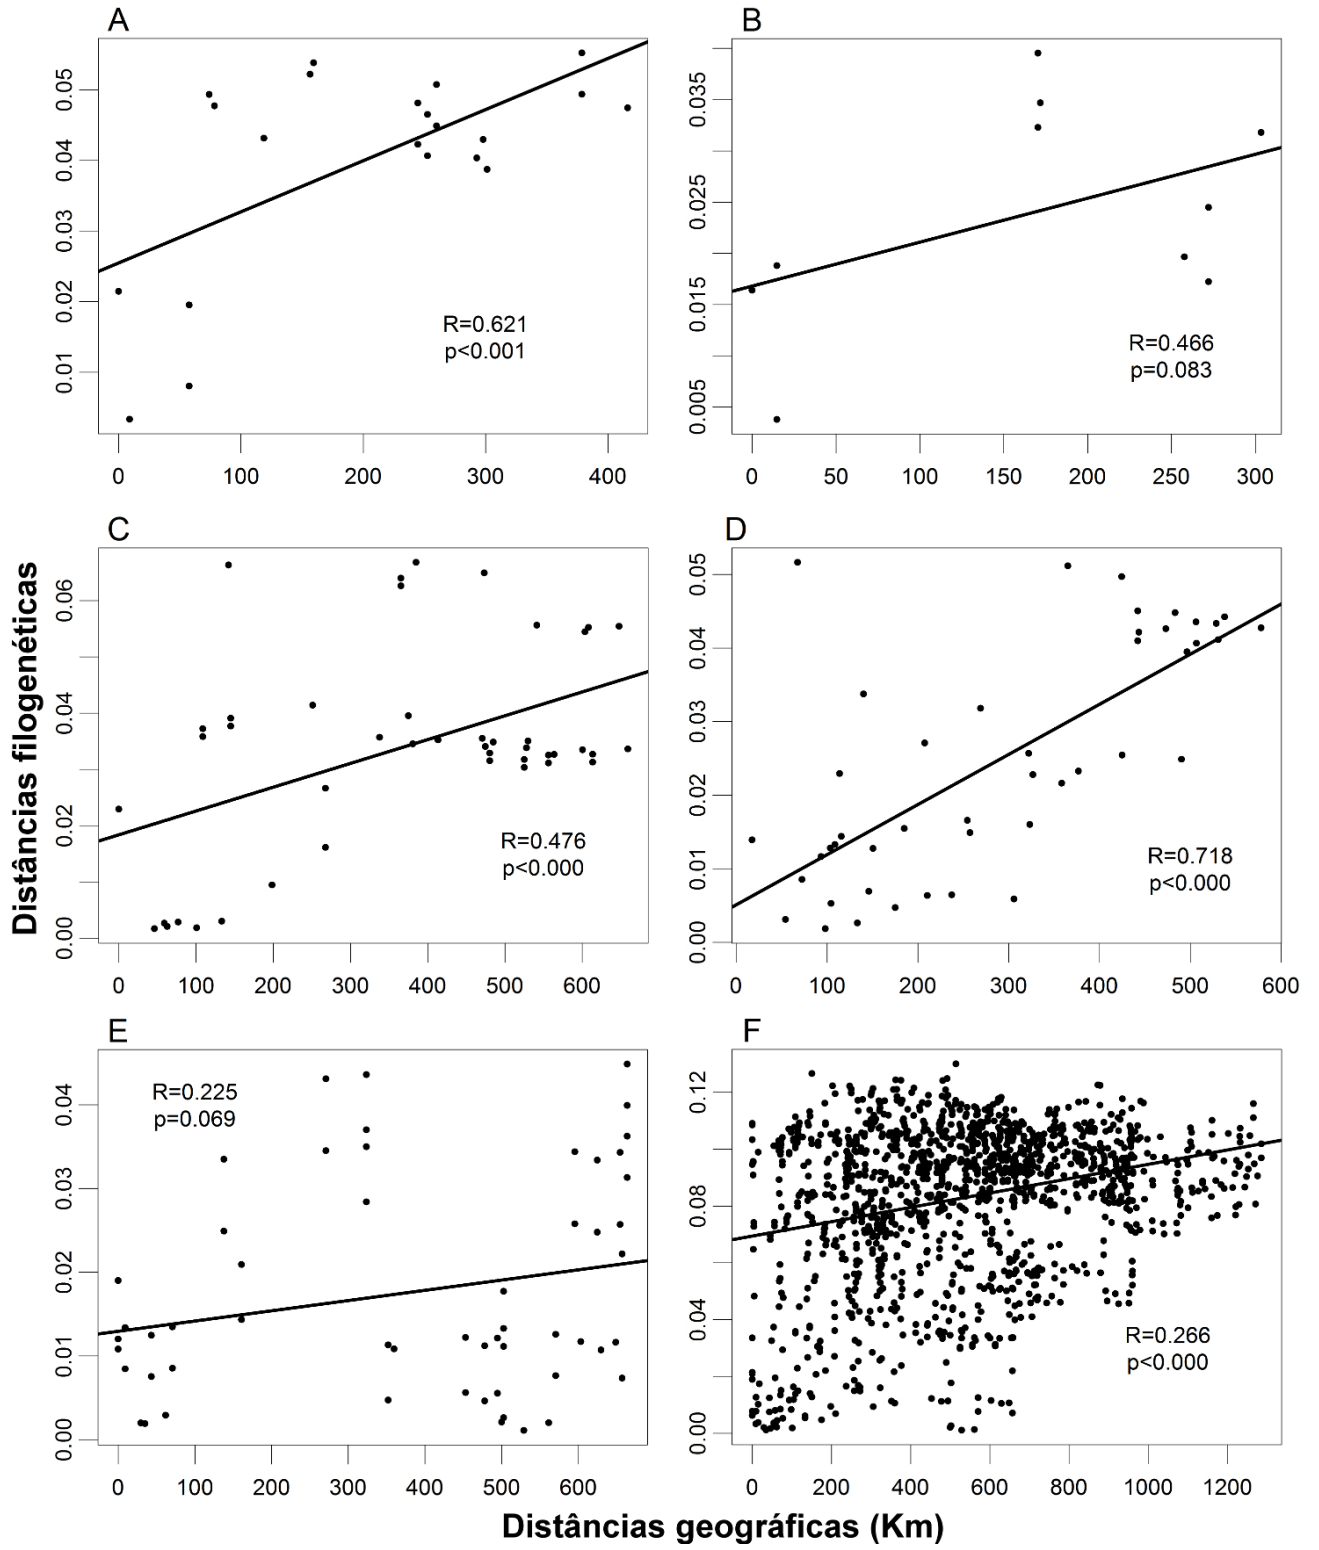 A
0.05
0.04
0.03
0.02
0.01
R=0.621
p<0.001
0 100 200 300 400
B
0.035
0.025
0.015
0.005
R=0.466
p=0.083
0 50 100 150 200 250 300
Distâncias filogenéticas
C
0.06
0.04
0.02
0.00
R=0.476
p<0.000
0 100 200 300 400 500 600
D
0.05
0.04
0.03
0.02
0.01
0.00
R=0.718
p<0.000
0 100 200 300 400 500 600
E
0.04
0.03
0.02
0.01
0.00
R=0.225
p=0.069
0 100 200 300 400 500 600
F
0.12
0.08
0.04
0.00
R=0.266
p<0.000
0 200 400 600 800 1000 1200
Distâncias geográficas (Km)